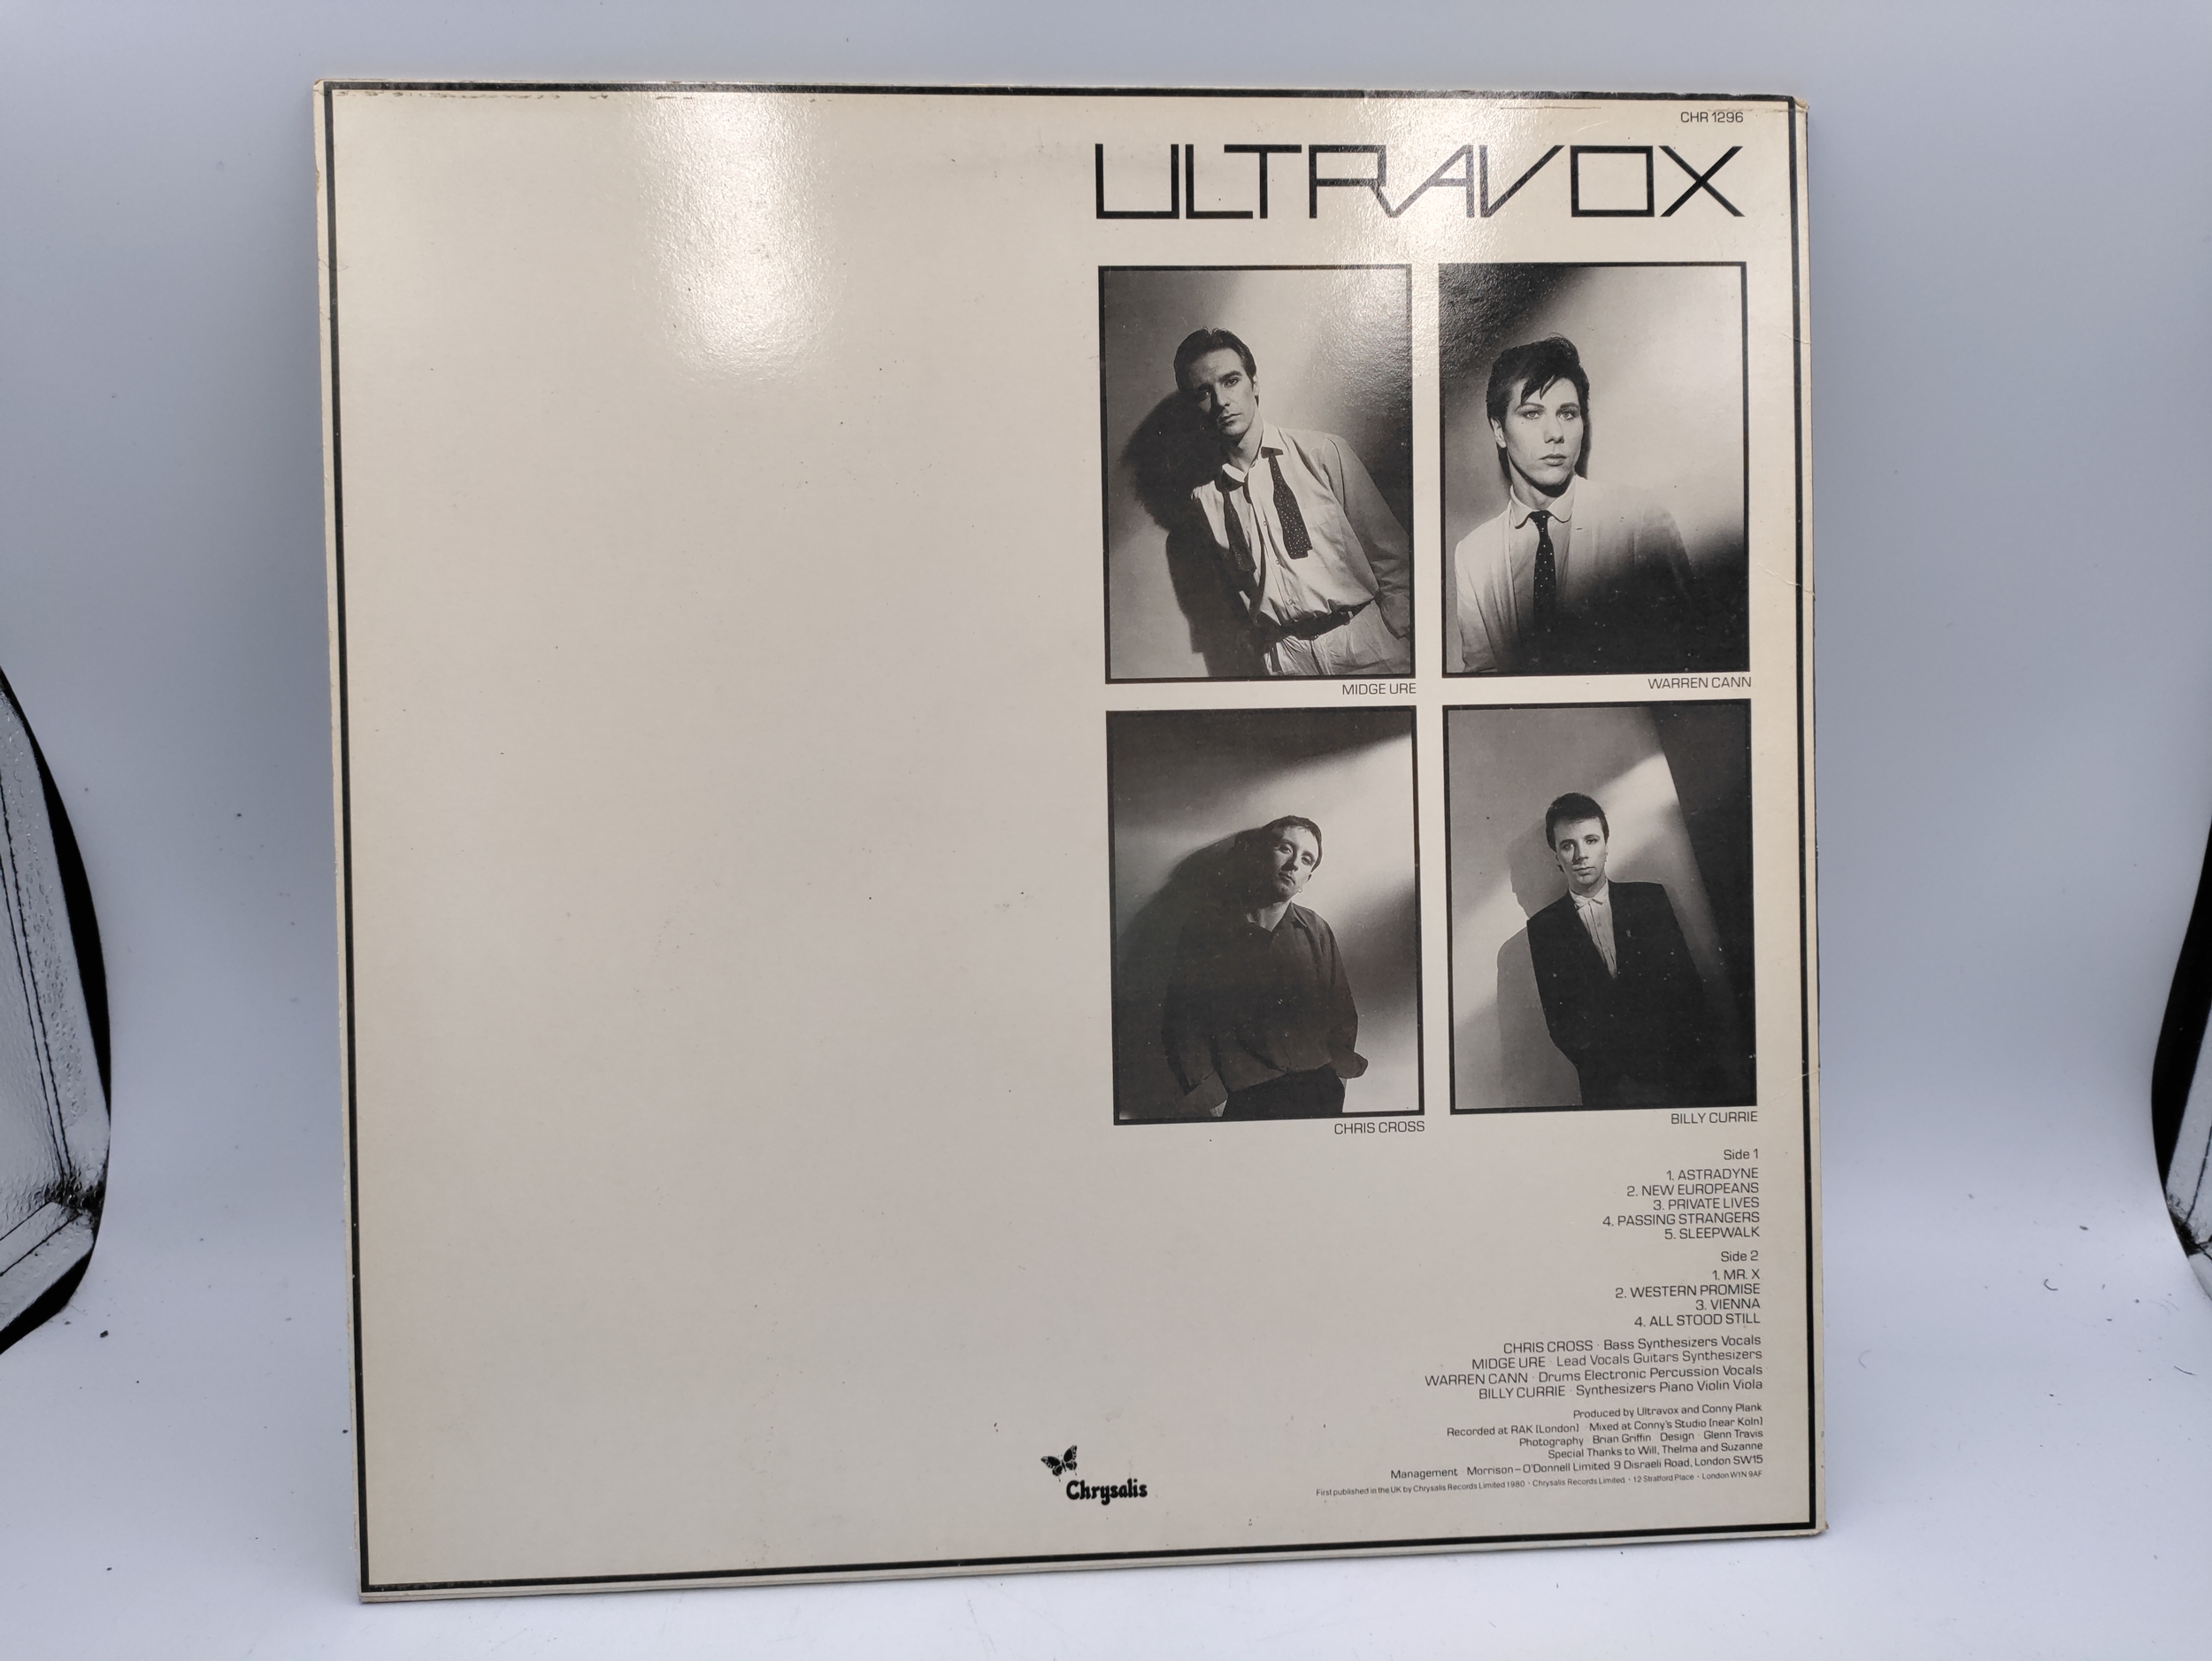 CHR 1296
ULTRAVOX
MIDGE URE
WARREN CANN
CHRIS CROSS
BILLY CURRIE
Side 1
1. ASTRADYNE
2. NEW EUROPEANS
3. PRIVATE LIVES
4. PASSING STRANGERS
5. SLEEPWALK
Side 2
1. MR. X
2. WESTERN PROMISE
3. VIENNA
4. ALL STOOD STILL
CHRIS CROSS · Bass Synthesizers Vocals
MIDGE URE · Lead Vocals Guitars Synthesizers
WARREN CANN · Drums Electronic Percussion Vocals
BILLY CURRIE · Synthesizers Piano Violin Viola
Produced by Ultravox and Conny Plank
Recorded at RAK (London) · Mixed at Conny's Studio (near Köln)
Photography · Brian Griffin · Design · Glenn Travis
Special Thanks to Will, Thelma and Suzanne
Management · Morrison–O'Donnell Limited 9 Disraeli Road, London SW15
First published in the UK by Chrysalis Records Limited 1980 · Chrysalis Records Limited · 12 Stratford Place · London W1N 9AF
Chrysalis